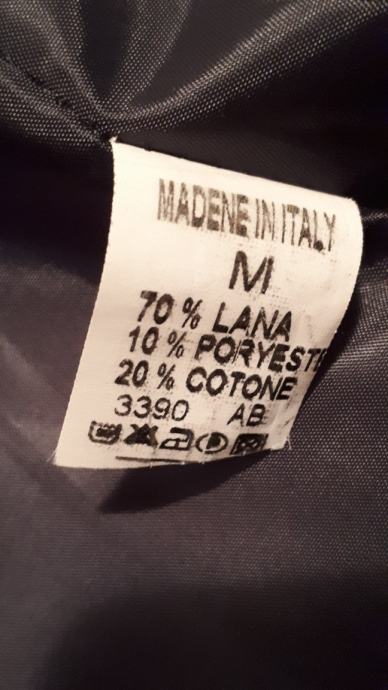 MADENE IN ITALY
M
70 % LANA
10 % PORYESTE
20 % COTONE
3390 AB